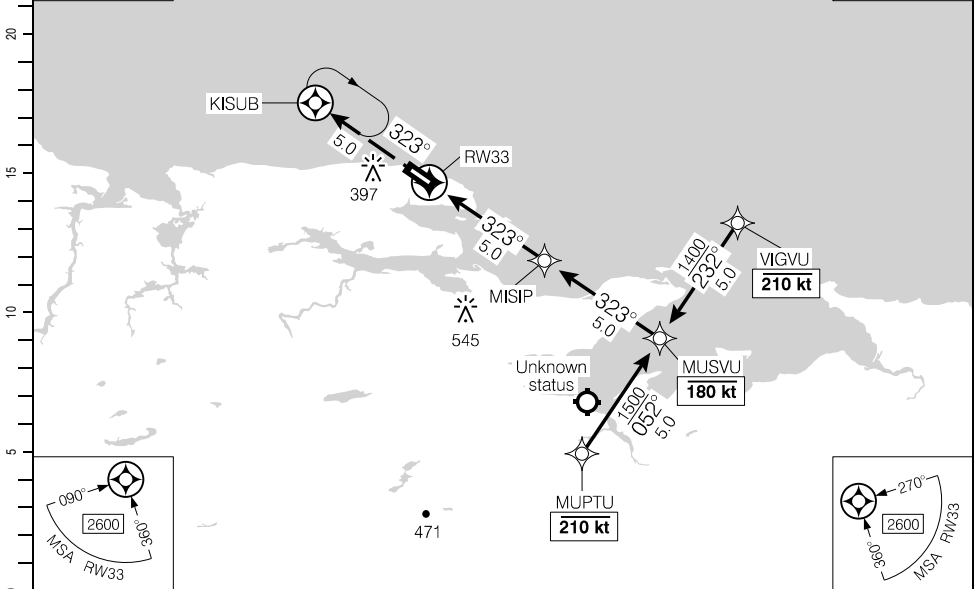 20
KISUB
323°
5.0
RW33
15
397
323°
5.0
VIGVU
210 kt
1400
232°
5.0
MISIP
10
323°
5.0
545
Unknown
status
MUSVU
180 kt
1500
052°
5.0
5
MUPTU
210 kt
090°
360°
2600
MSA RW33
471
270°
360°
2600
MSA RW33